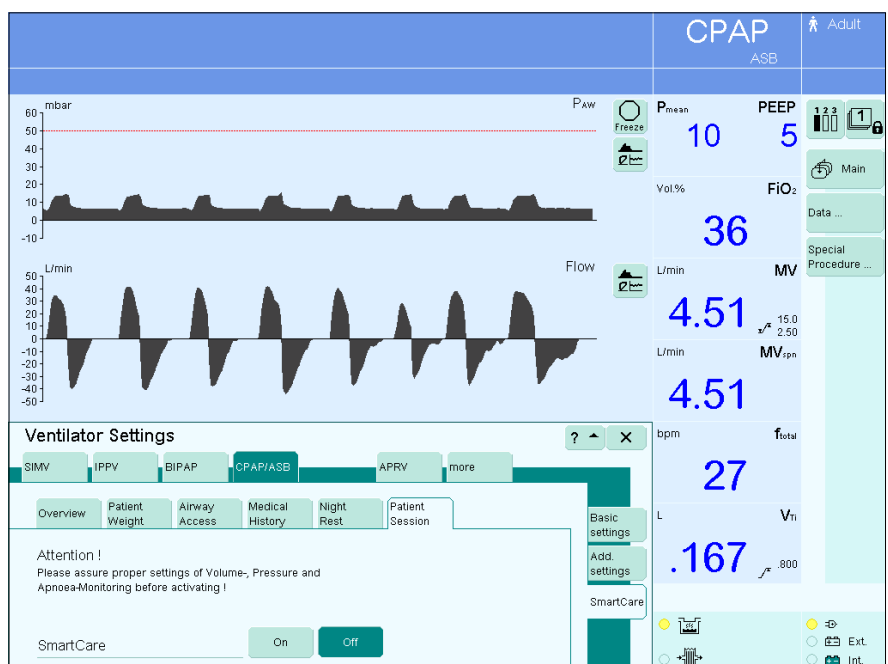 CPAP
ASB
Adult
mbar
PAW
60
50
40
30
20
10
0
-10
Freeze
Pmean
PEEP
10
5
1 2 3
1
Main
Vol.%
FiO2
36
Data ...
Special
Procedure ...
L/min
Flow
50
40
30
20
10
0
-10
-20
-30
-40
-50
L/min
MV
4.51
15.0
2.50
L/min
MVspn
4.51
bpm
ftotal
27
L
VTi
.167
.800
Ventilator Settings
?
SIMV
IPPV
BIPAP
CPAP/ASB
APRV
more
Overview
Patient
Weight
Airway
Access
Medical
History
Night
Rest
Patient
Session
Basic
settings
Add.
settings
SmartCare
Attention !
Please assure proper settings of Volume-, Pressure and
Apnoea-Monitoring before activating !
SmartCare
On
Off
Ext.
Int.